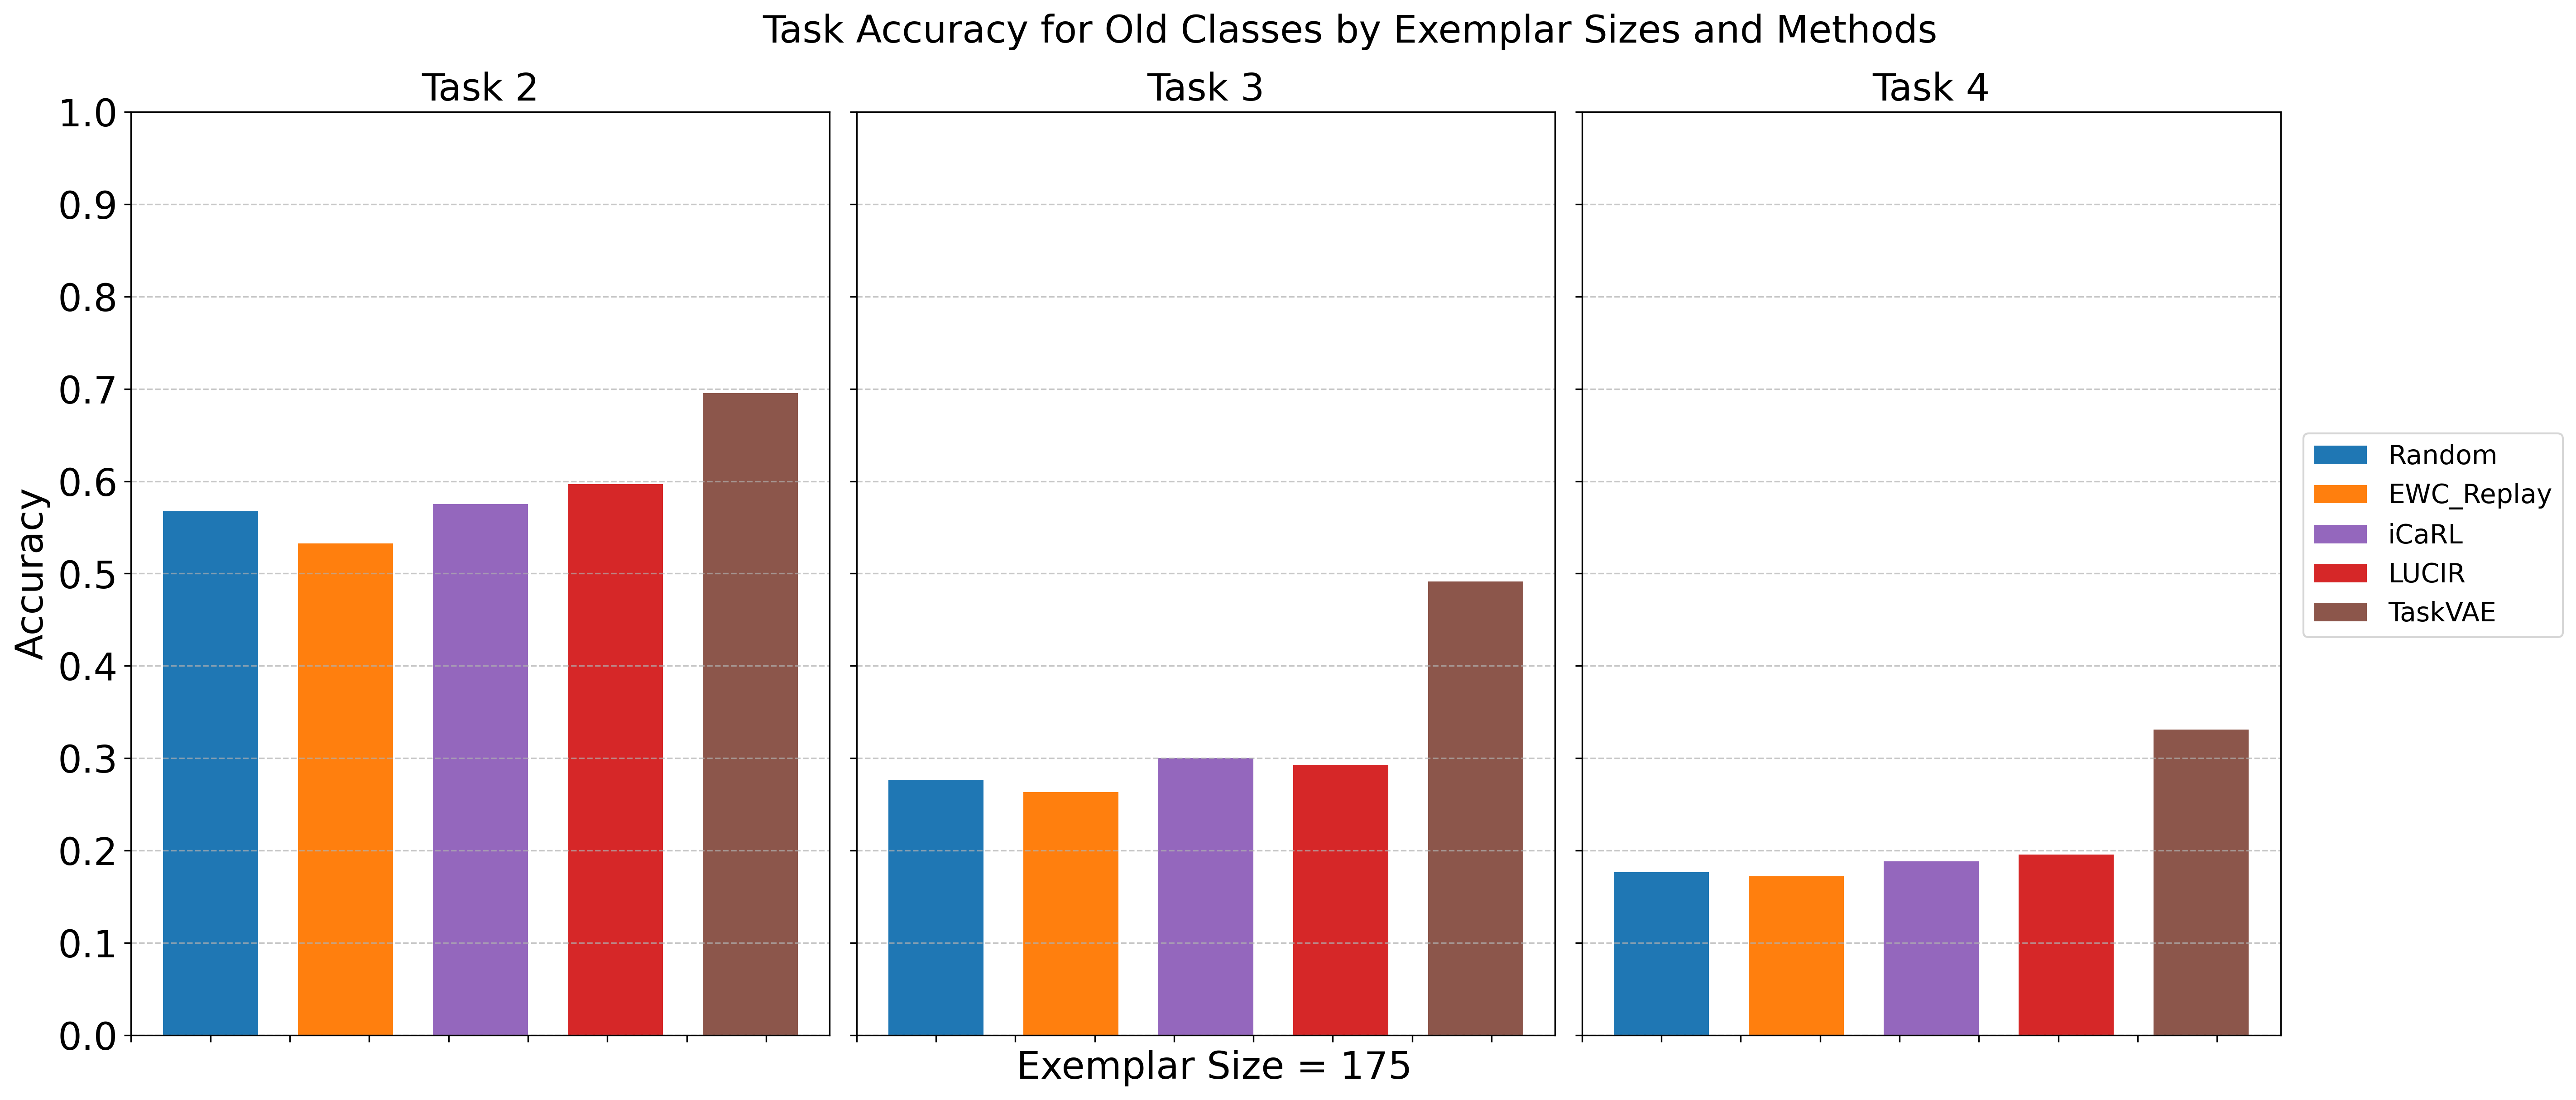 Task Accuracy for Old Classes by Exemplar Sizes and Methods
Task 2
Task 3
Task 4
Accuracy
1.0
0.9
0.8
0.7
0.6
0.5
0.4
0.3
0.2
0.1
0.0
Exemplar Size = 175
Random
EWC_Replay
iCaRL
LUCIR
TaskVAE